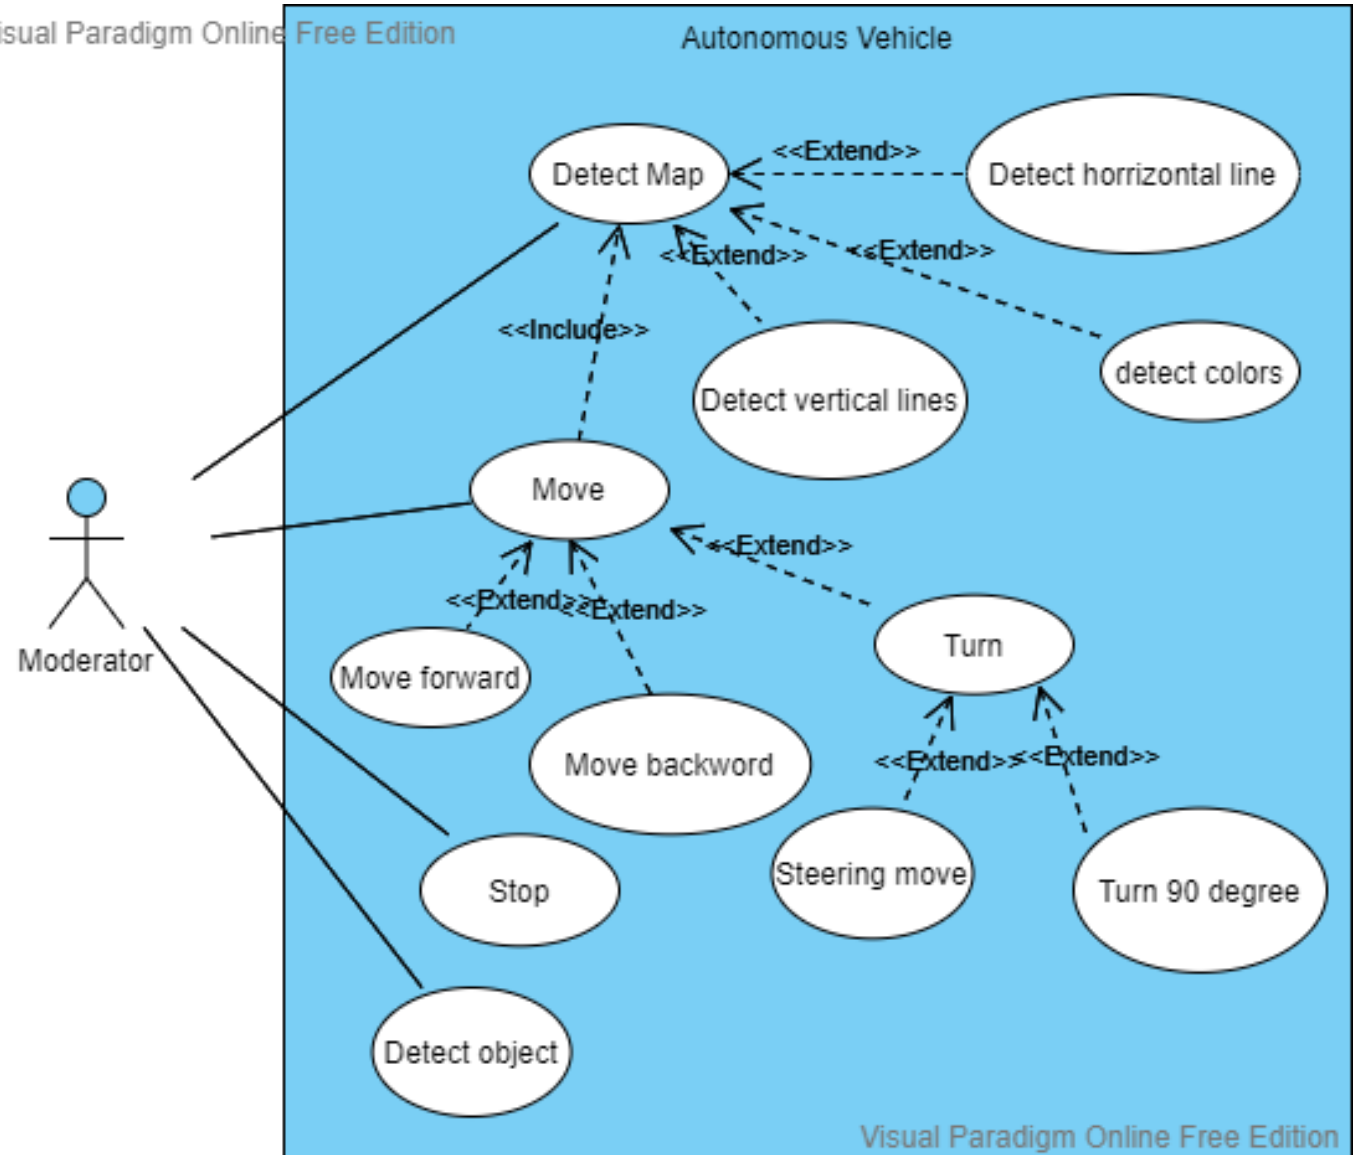 isual Paradigm Online Free Edition
Autonomous Vehicle
<<Extend>>
Detect Map
Detect horrizontal line
<<Extend>>
<<Extend>>
<<Include>>
detect colors
Detect vertical lines
Move
<<Extend>>
<<Extend>>
<<Extend>>
Turn
Moderator
Move forward
<<Extend>>
<<Extend>>
Move backword
Steering move
Stop
Turn 90 degree
Detect object
Visual Paradigm Online Free Edition